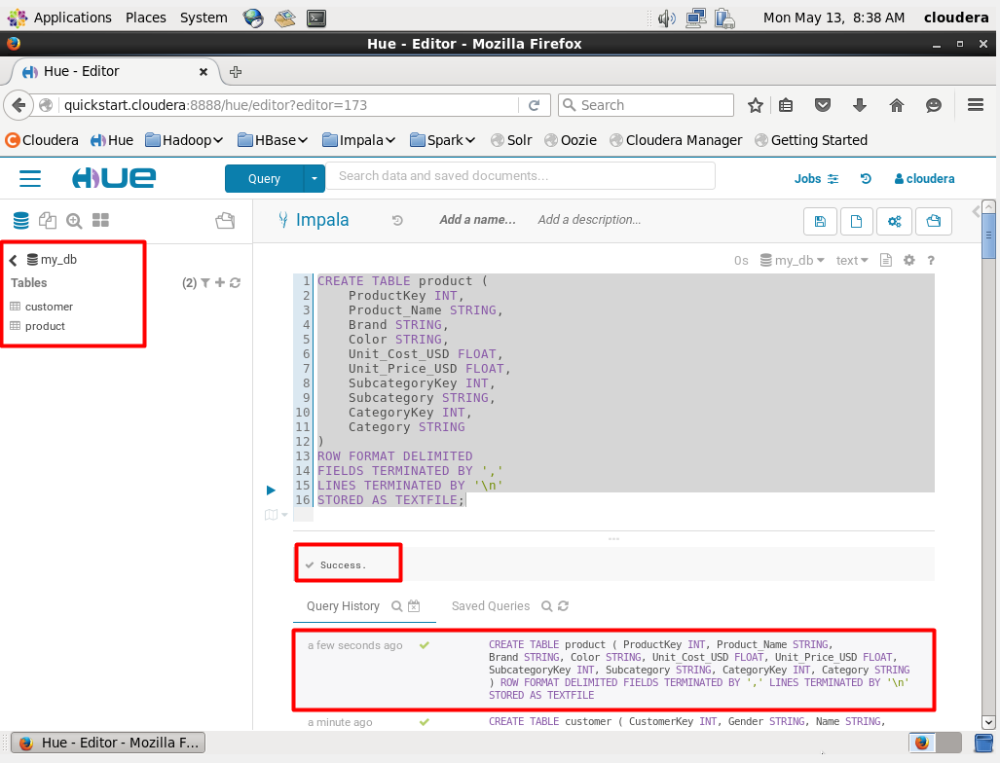 Applications Places System Mon May 13, 8:38 AM cloudera
Hue - Editor - Mozilla Firefox
Hue - Editor
quickstart.cloudera:8888/hue/editor?editor=173 Search
Cloudera Hue Hadoop HBase Impala Spark Solr Oozie Cloudera Manager Getting Started
HUE Query Search data and saved documents... Jobs cloudera
Impala Add a name... Add a description...
my_db
Tables (2)
customer
product
0s my_db text ?
1 CREATE TABLE product (
2 ProductKey INT,
3 Product_Name STRING,
4 Brand STRING,
5 Color STRING,
6 Unit_Cost_USD FLOAT,
7 Unit_Price_USD FLOAT,
8 SubcategoryKey INT,
9 Subcategory STRING,
10 CategoryKey INT,
11 Category STRING
12 )
13 ROW FORMAT DELIMITED
14 FIELDS TERMINATED BY ','
15 LINES TERMINATED BY '\n'
16 STORED AS TEXTFILE;
Success.
Query History Saved Queries
a few seconds ago CREATE TABLE product ( ProductKey INT, Product_Name STRING,
Brand STRING, Color STRING, Unit_Cost_USD FLOAT, Unit_Price_USD FLOAT,
SubcategoryKey INT, Subcategory STRING, CategoryKey INT, Category STRING
) ROW FORMAT DELIMITED FIELDS TERMINATED BY ',' LINES TERMINATED BY '\n'
STORED AS TEXTFILE
a minute ago CREATE TABLE customer ( CustomerKey INT, Gender STRING, Name STRING,
Hue - Editor - Mozilla F...